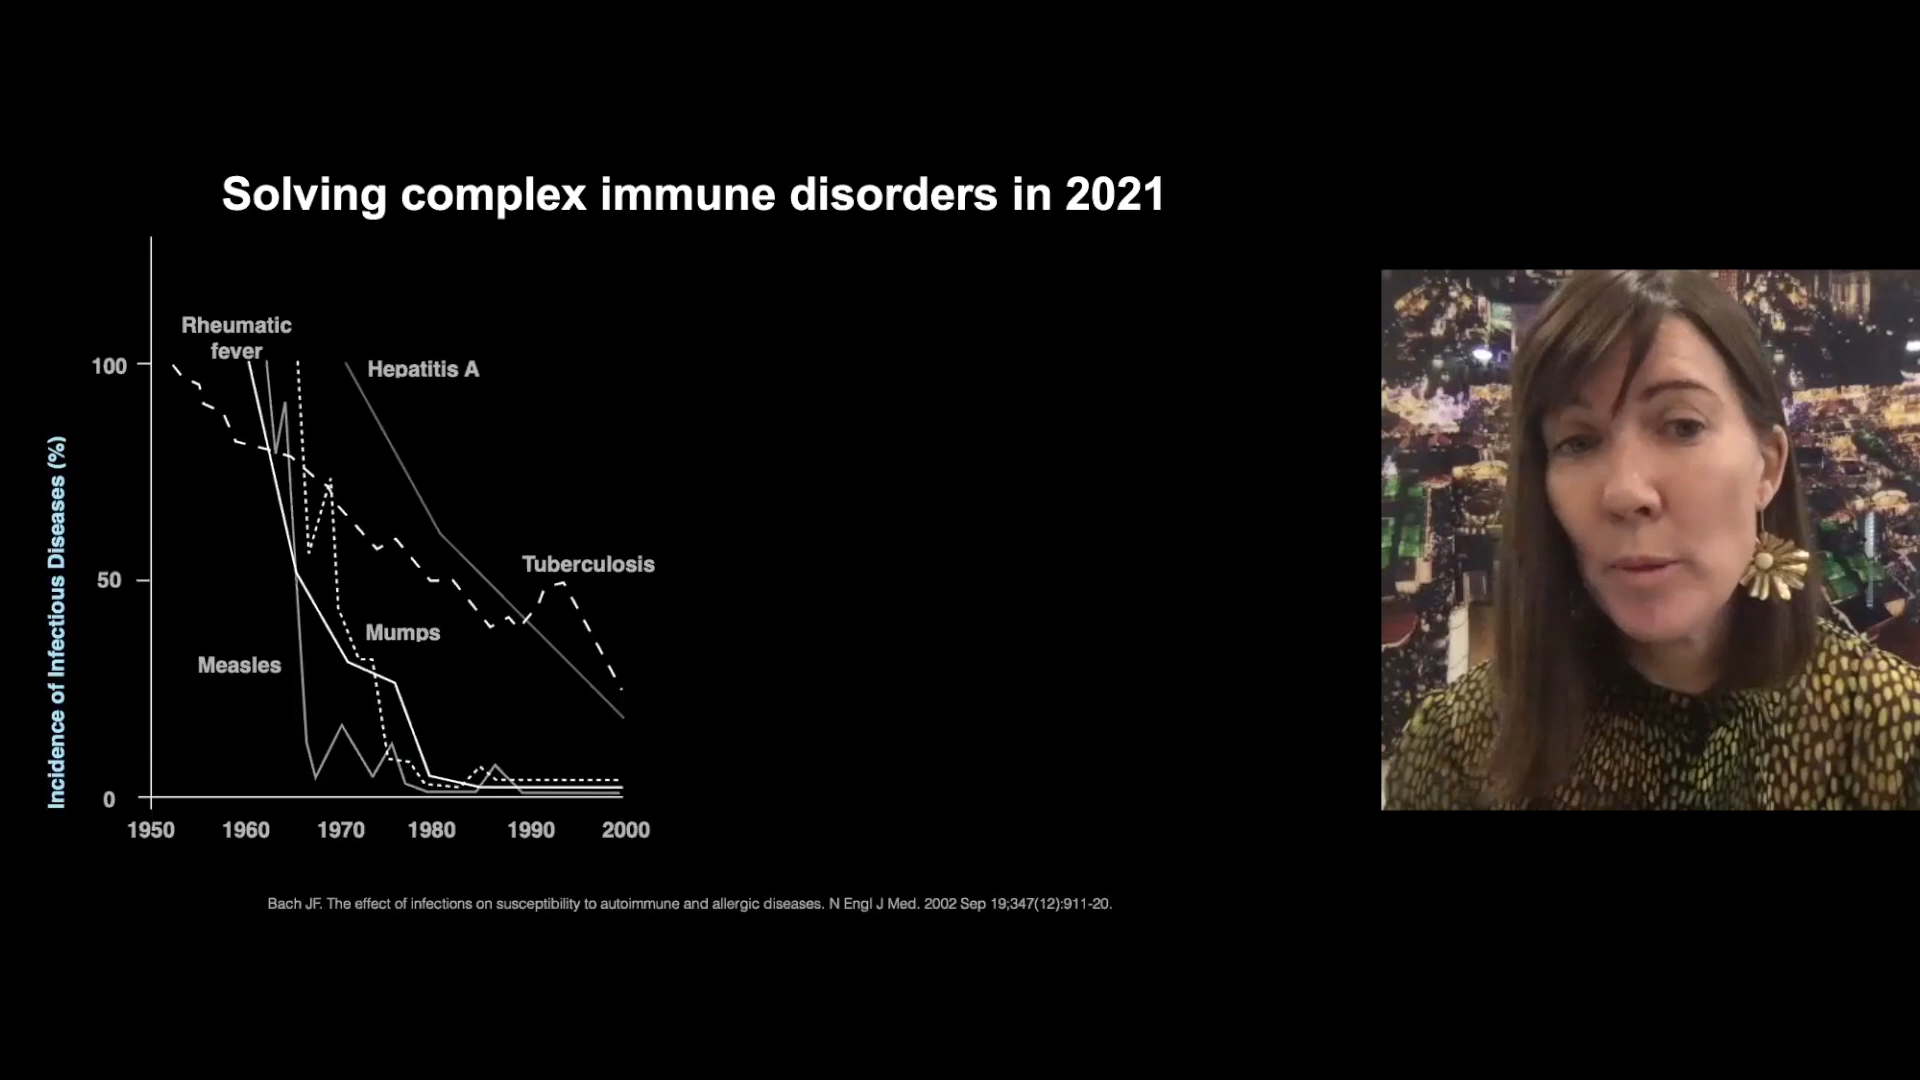 Solving complex immune disorders in 2021
Incidence of Infectious Diseases (%)
100
50
0
Rheumatic
fever
Hepatitis A
Tuberculosis
Mumps
Measles
1950 1960 1970 1980 1990 2000
Bach JF. The effect of infections on susceptibility to autoimmune and allergic diseases. N Engl J Med. 2002 Sep 19;347(12):911-20.